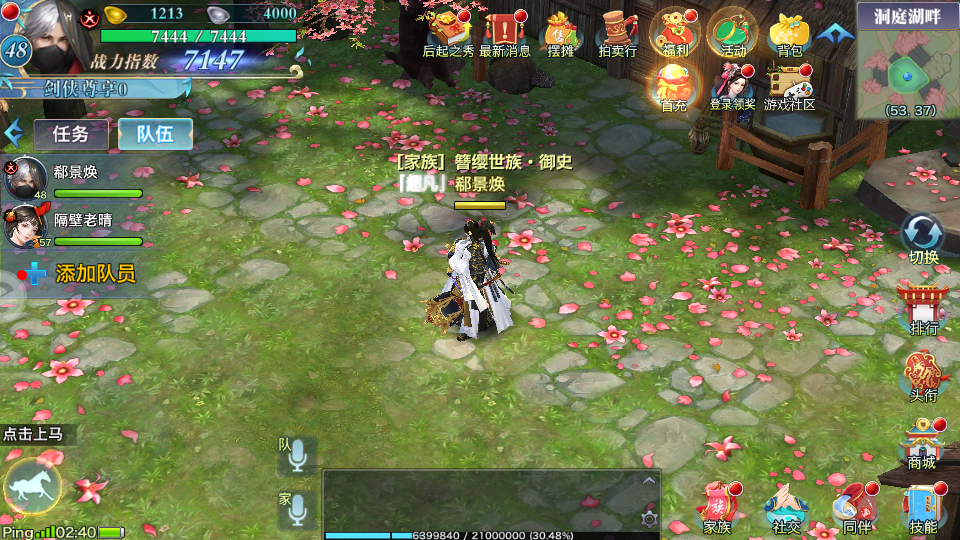 1213
4000
7444 / 7444
48
战力指数
7147
剑侠尊享0
后起之秀
最新消息
摆摊
拍卖行
福利
活动
背包
洞庭湖畔
首充
登录领奖
游戏社区
(53, 37)
任务
队伍
[家族] 簪缨世族·御史
「超凡」郗景焕
郗景焕
48
隔壁老晴
57
添加队员
切换
排行
头衔
商城
点击上马
队
家
家族
社交
同伴
技能
Ping
02:40
6399840 / 21000000 (30.48%)